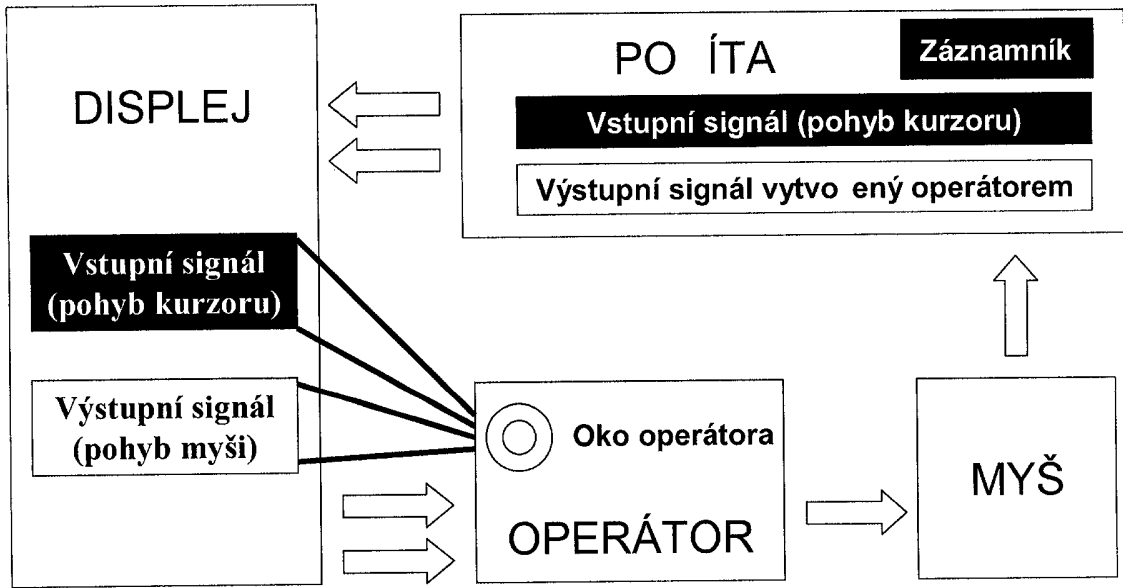 DISPLEJ
Vstupní signál
(pohyb kurzoru)
Výstupní signál
(pohyb myši)
PO ÍTA
Záznamník
Vstupní signál (pohyb kurzoru)
Výstupní signál vytvo ený operátorem
Oko operátora
OPERÁTOR
MYŠ